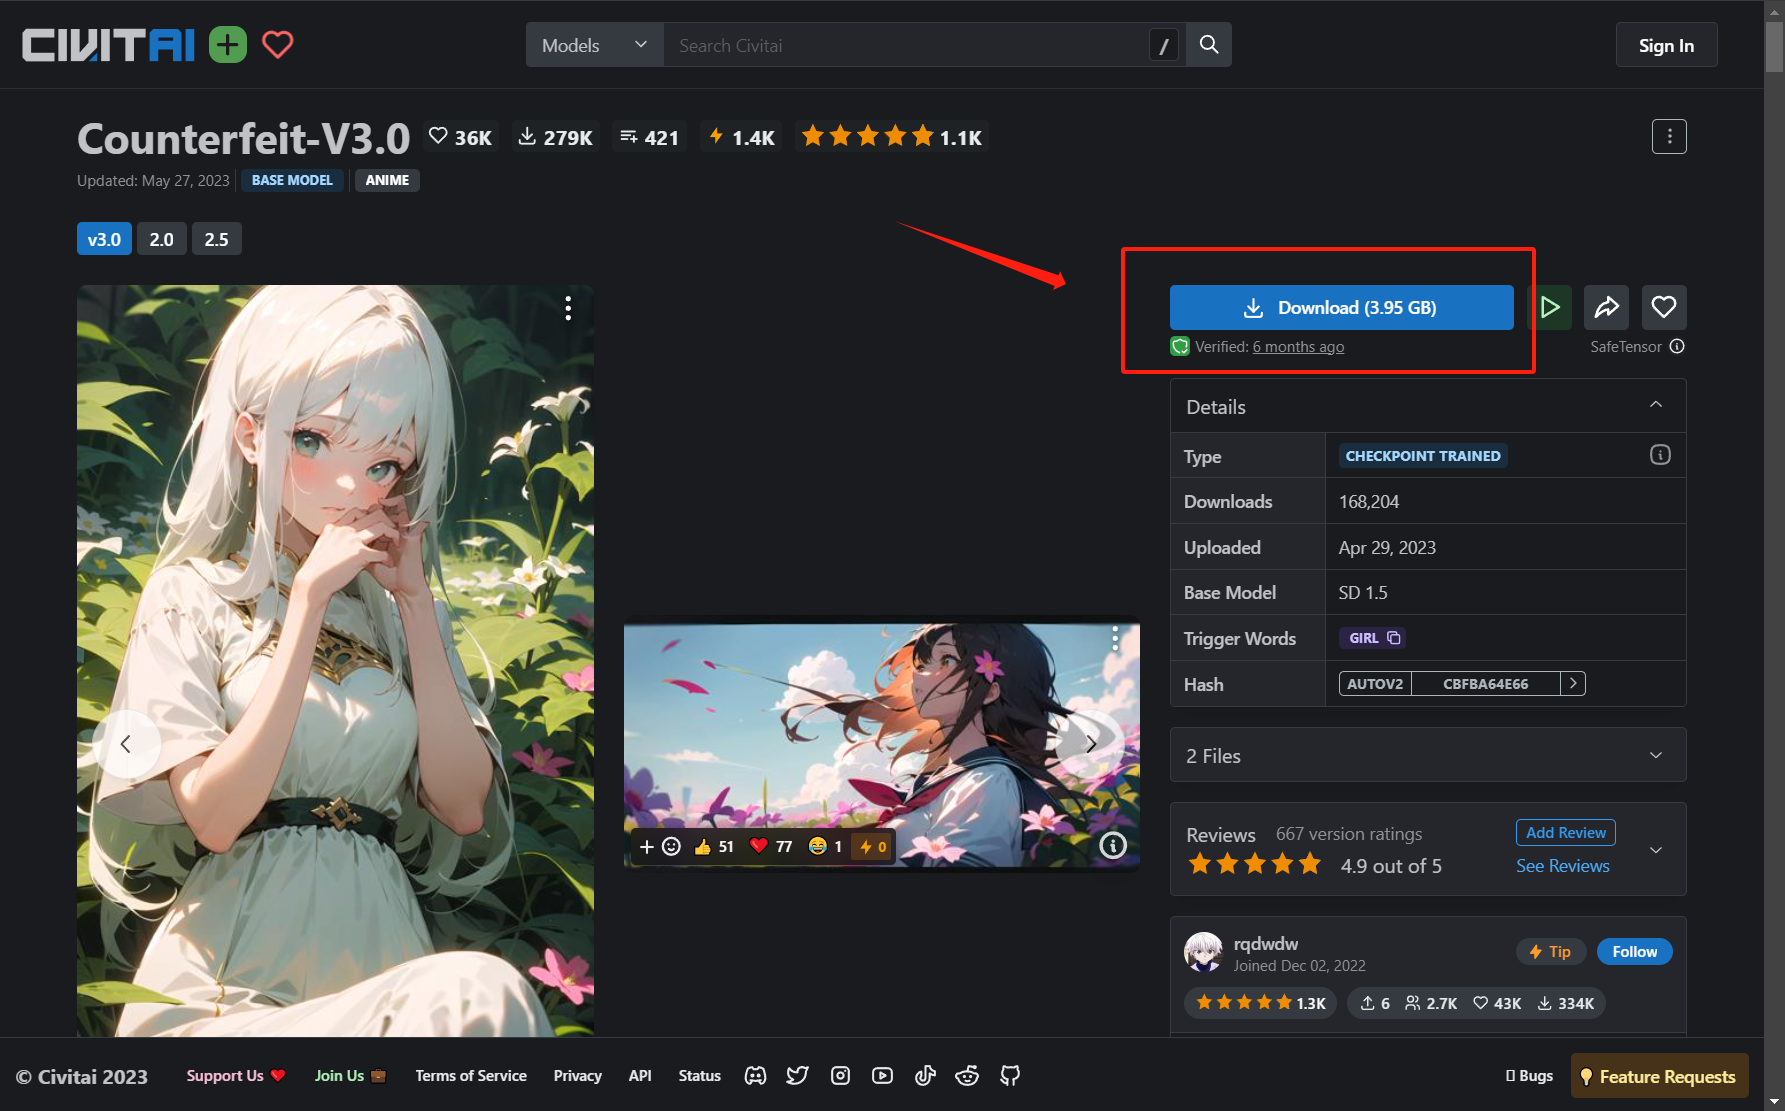 CIVITAI
Models
Search Civitai
/
Sign In
Counterfeit-V3.0
36K
279K
421
1.4K
1.1K
Updated: May 27, 2023
BASE MODEL
ANIME
v3.0
2.0
2.5
Download (3.95 GB)
Verified: 6 months ago
SafeTensor
Details
Type
CHECKPOINT TRAINED
Downloads
168,204
Uploaded
Apr 29, 2023
Base Model
SD 1.5
Trigger Words
GIRL
Hash
AUTOV2
CBFBA64E66
2 Files
51
77
1
0
Reviews
667 version ratings
Add Review
4.9 out of 5
See Reviews
rqdwdw
Joined Dec 02, 2022
Tip
Follow
1.3K
6
2.7K
43K
334K
© Civitai 2023
Support Us
Join Us
Terms of Service
Privacy
API
Status
Bugs
Feature Requests